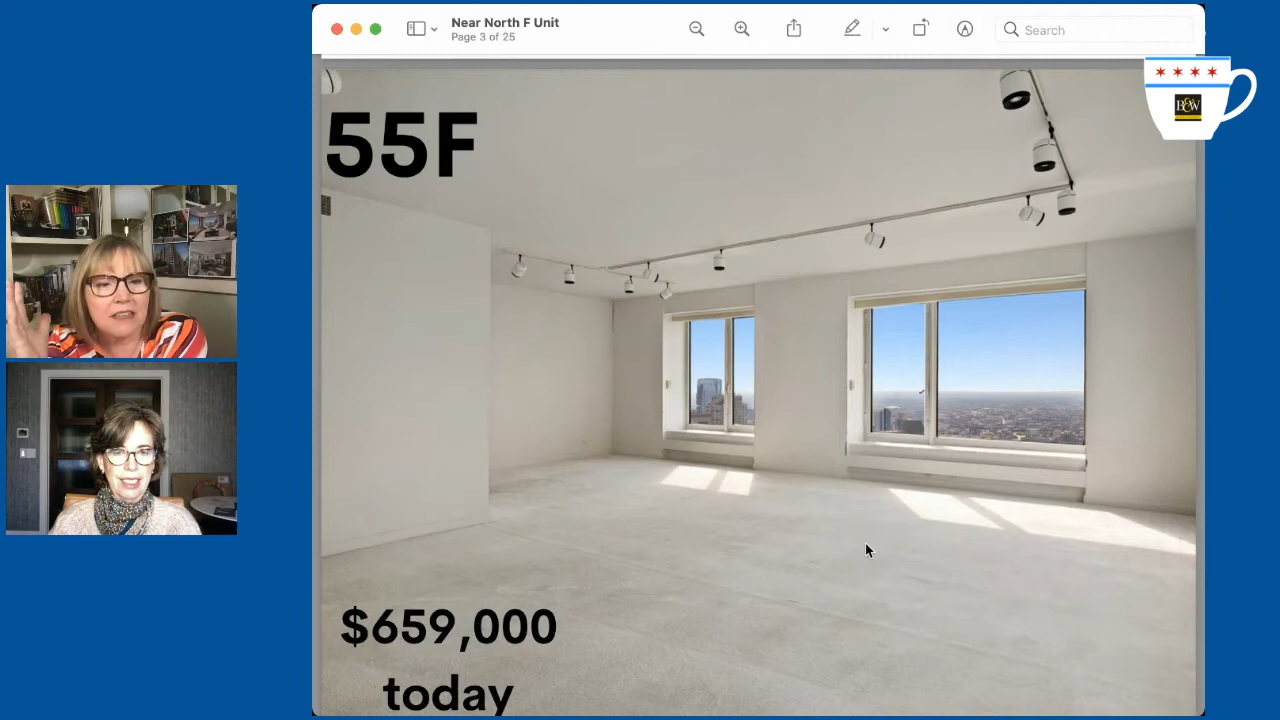 Near North F Unit
Page 3 of 25
Search
B&W
55F
$659,000
today